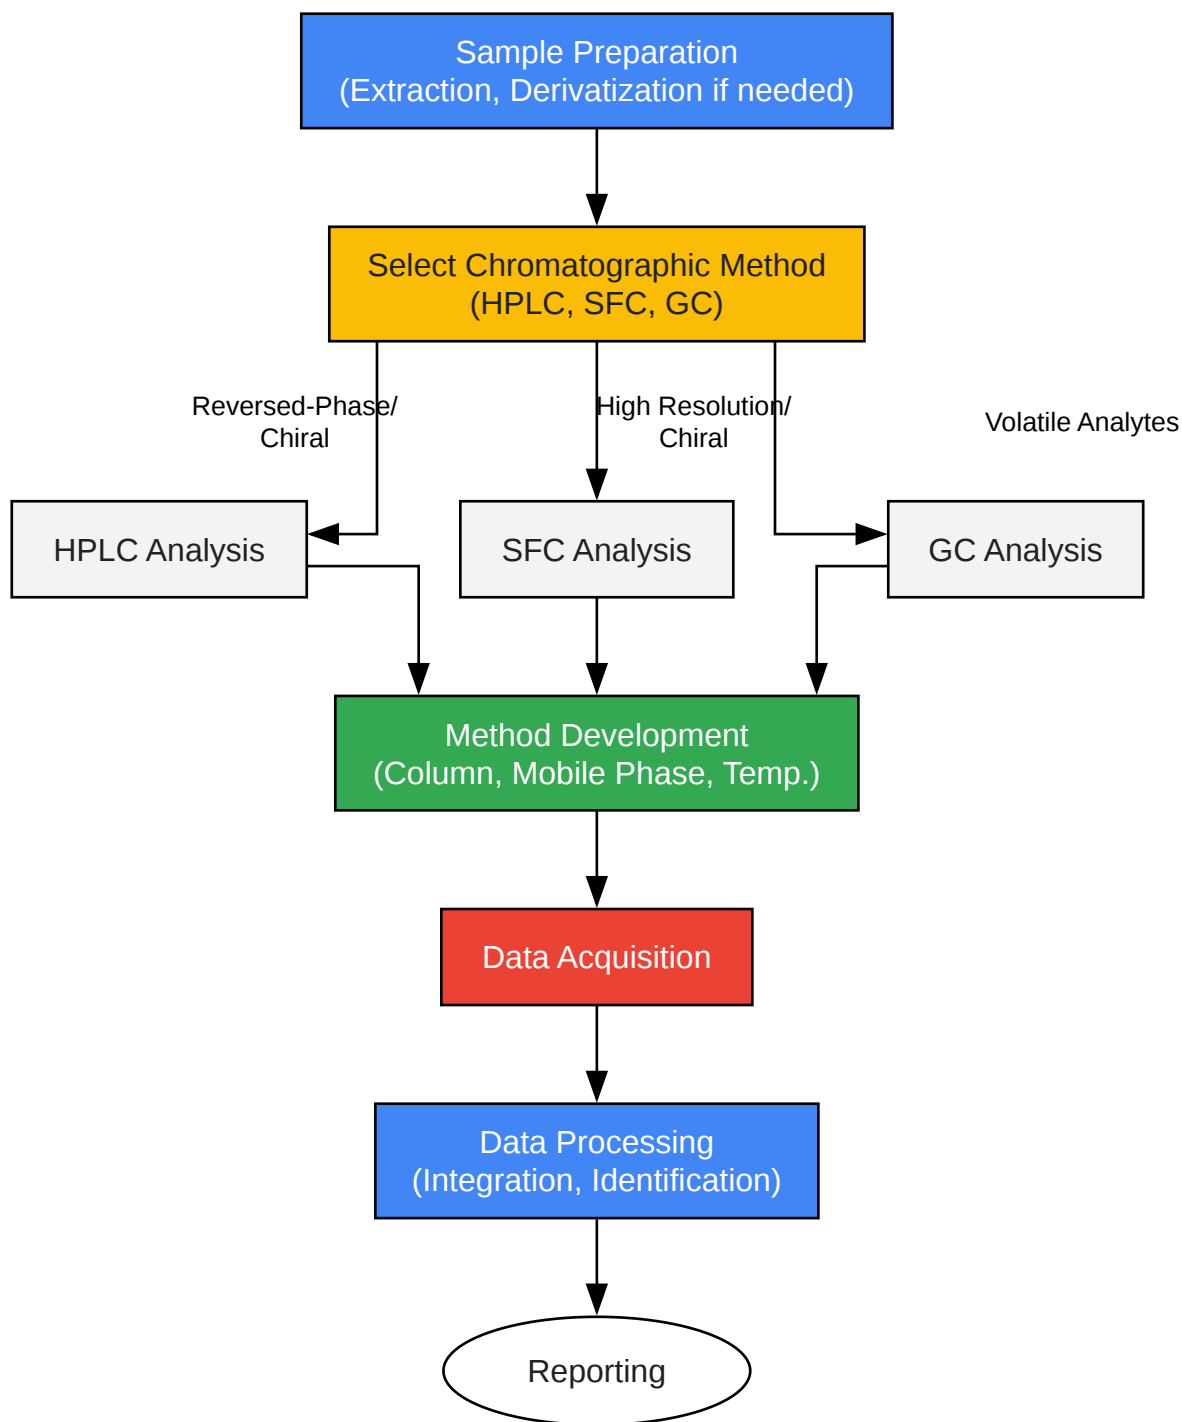 Sample Preparation
(Extraction, Derivatization if needed)
Select Chromatographic Method
(HPLC, SFC, GC)
Reversed-Phase/
Chiral
High Resolution/
Chiral
Volatile Analytes
HPLC Analysis
SFC Analysis
GC Analysis
Method Development
(Column, Mobile Phase, Temp.)
Data Acquisition
Data Processing
(Integration, Identification)
Reporting